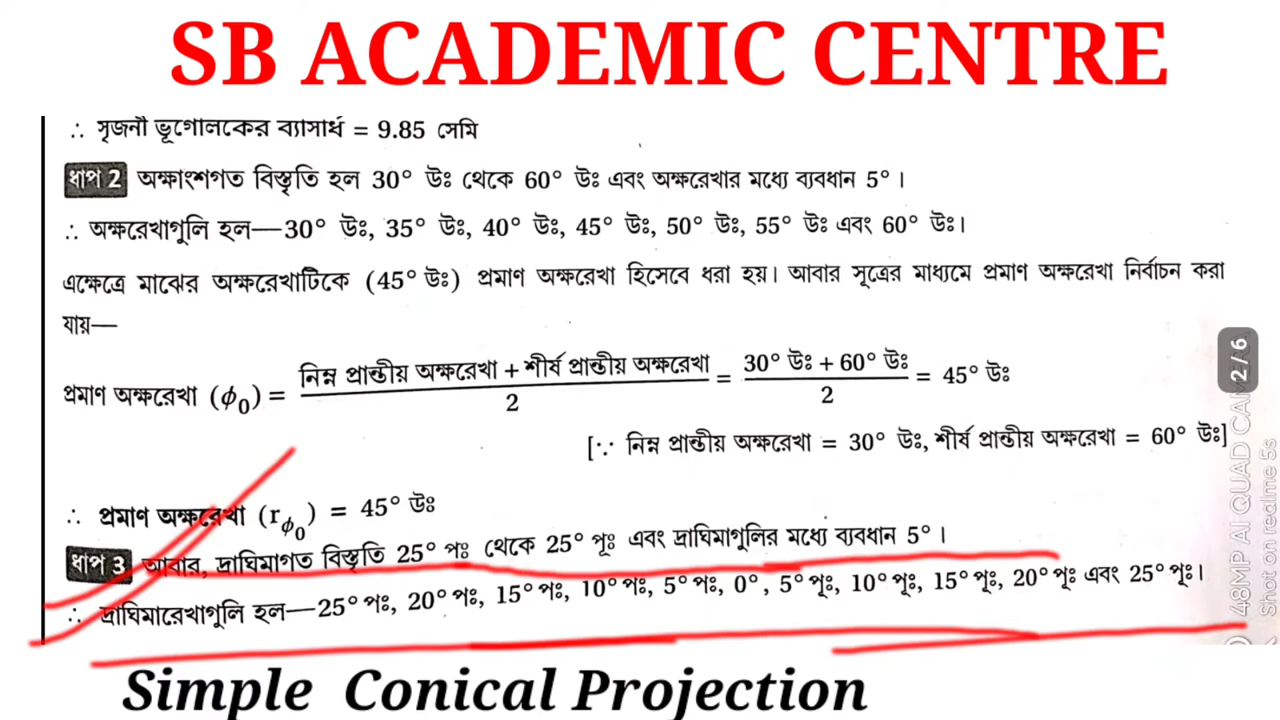 SB ACADEMIC CENTRE
∴ সৃজনী ভূগোলকের ব্যাসার্ধ = 9.85 সেমি
ধাপ 2 অক্ষাংশগত বিস্তৃতি হল 30° উঃ থেকে 60° উঃ এবং অক্ষরেখার মধ্যে ব্যবধান 5°।
∴ অক্ষরেখাগুলি হল—30° উঃ, 35° উঃ, 40° উঃ, 45° উঃ, 50° উঃ, 55° উঃ এবং 60° উঃ।
এক্ষেত্রে মাঝের অক্ষরেখাটিকে (45° উঃ) প্রমাণ অক্ষরেখা হিসেবে ধরা হয়। আবার সূত্রের মাধ্যমে প্রমাণ অক্ষরেখা নির্বাচন করা
যায়—
প্রমাণ অক্ষরেখা (ϕ₀) = নিম্ন প্রান্তীয় অক্ষরেখা + শীর্ষ প্রান্তীয় অক্ষরেখা / 2 = 30° উঃ + 60° উঃ / 2 = 45° উঃ
[∵ নিম্ন প্রান্তীয় অক্ষরেখা = 30° উঃ, শীর্ষ প্রান্তীয় অক্ষরেখা = 60° উঃ]
∴ প্রমাণ অক্ষরেখা (rϕ₀) = 45° উঃ
ধাপ 3 আবার, দ্রাঘিমাগত বিস্তৃতি 25° পঃ থেকে 25° পূঃ এবং দ্রাঘিমাগুলির মধ্যে ব্যবধান 5°।
∴ দ্রাঘিমারেখাগুলি হল—25° পঃ, 20° পঃ, 15° পঃ, 10° পঃ, 5° পঃ, 0°, 5° পূঃ, 10° পূঃ, 15° পূঃ, 20° পূঃ এবং 25° পূঃ।
Simple Conical Projection
2/6
48MP AI QUAD CAM
Shot on realme 5s